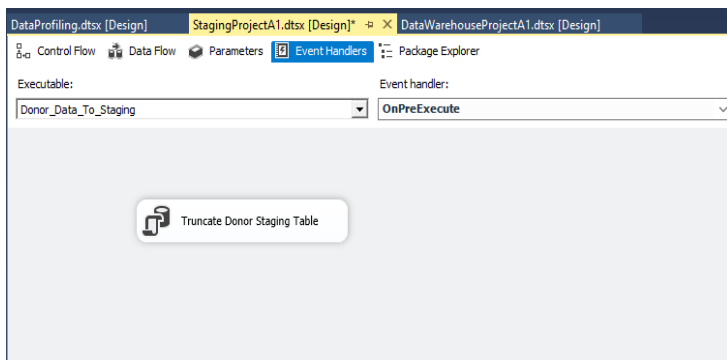 DataProfiling.dtsx [Design] StagingProjectA1.dtsx [Design]* DataWarehouseProjectA1.dtsx [Design]
Control Flow Data Flow Parameters Event Handlers Package Explorer
Executable: Event handler:
Donor_Data_To_Staging OnPreExecute
Truncate Donor Staging Table